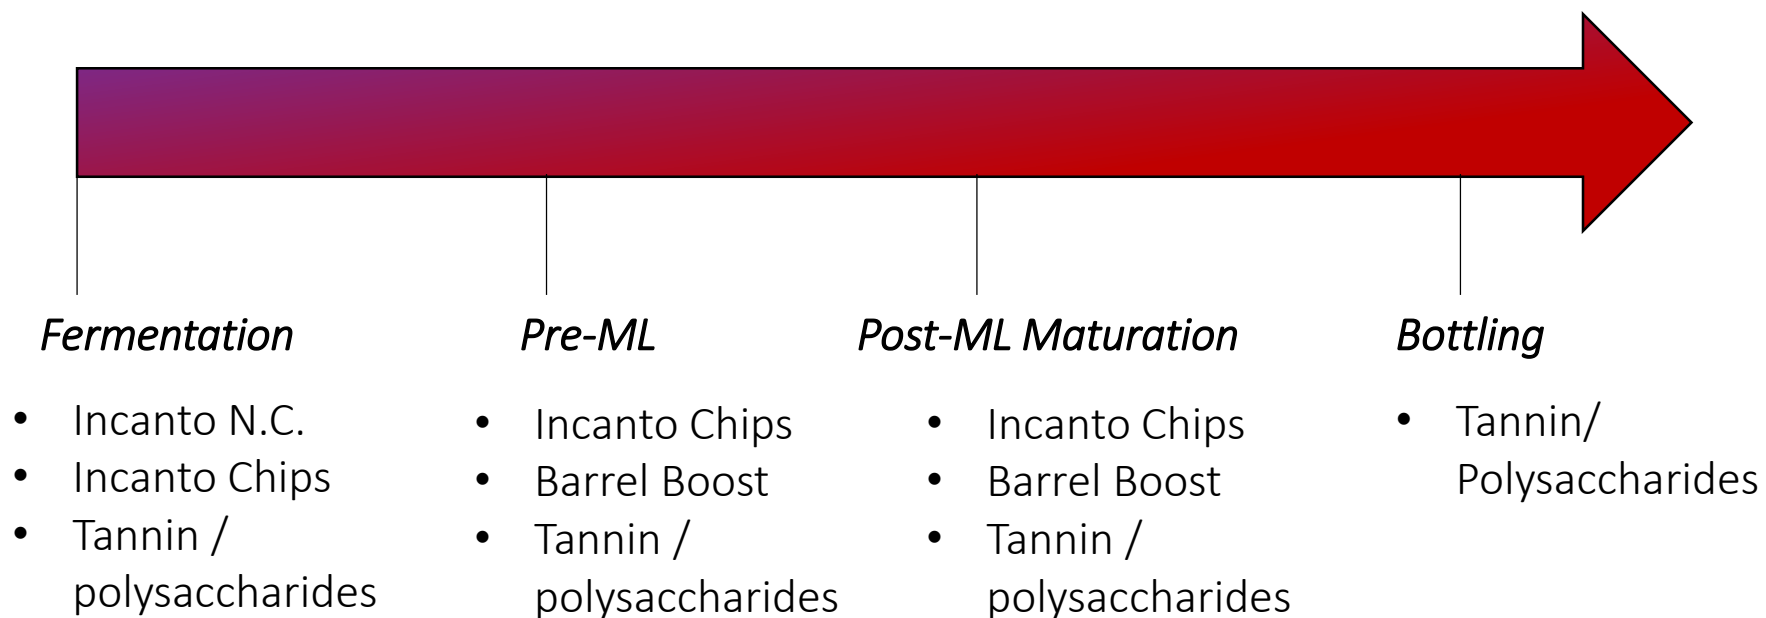 Fermentation
• Incanto N.C.
• Incanto Chips
• Tannin /
polysaccharides
Pre-ML
• Incanto Chips
• Barrel Boost
• Tannin /
polysaccharides
Post-ML Maturation
• Incanto Chips
• Barrel Boost
• Tannin /
polysaccharides
Bottling
• Tannin/
Polysaccharides